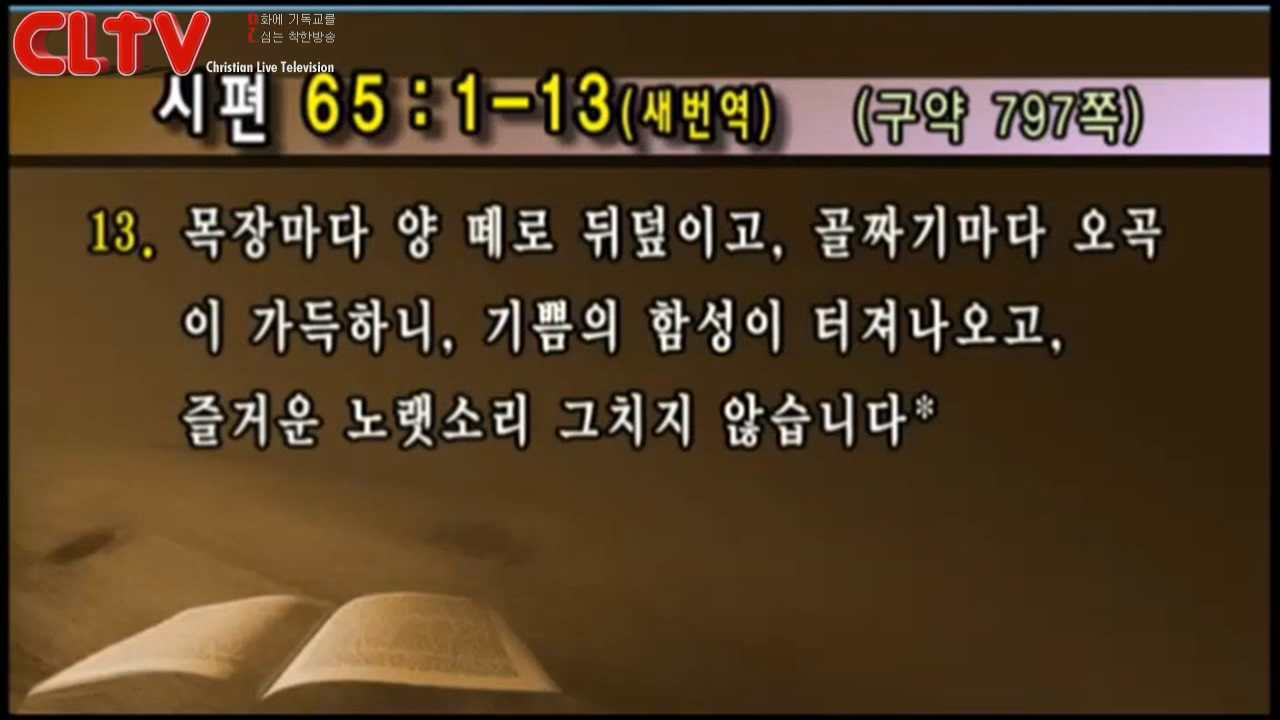 CLTV
화에 기독교를
심는 착한방송
Christian Live Television
시편 65:1-13(새번역) (구약 797쪽)
13. 목장마다 양 떼로 뒤덮이고, 골짜기마다 오곡
이 가득하니, 기쁨의 함성이 터져나오고,
즐거운 노랫소리 그치지 않습니다*